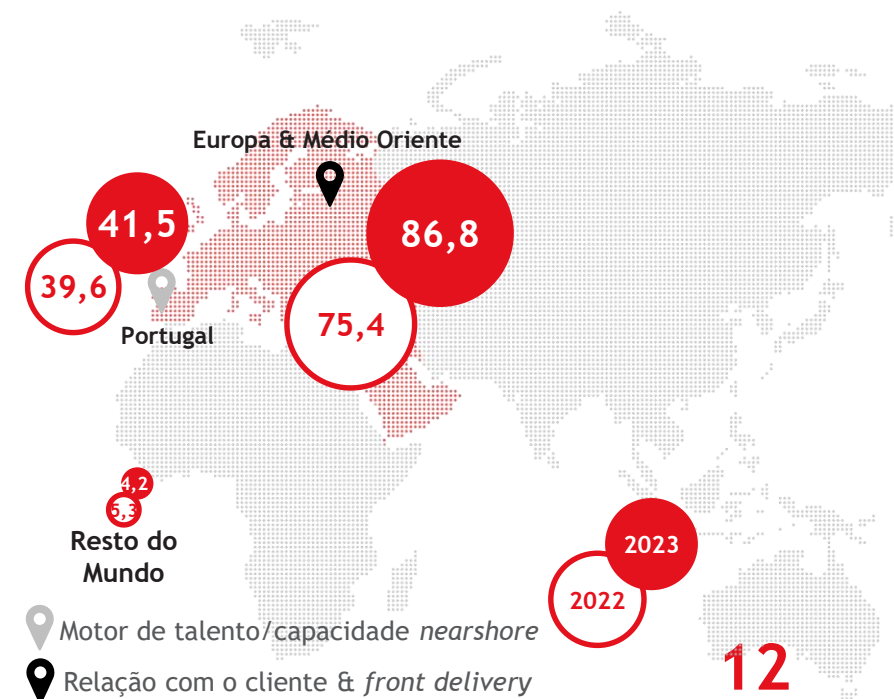 Europa & Médio Oriente
41,5
86,8
39,6
75,4
Portugal
4,2
5,3
Resto do
Mundo
2023
2022
Motor de talento/capacidade nearshore
12
Relação com o cliente & front delivery